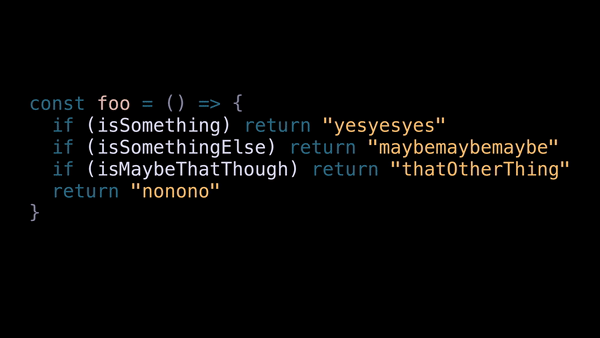 const foo = () => {
  if (isSomething) return "yesyesyes"
  if (isSomethingElse) return "maybemaybemaybe"
  if (isMaybeThatThough) return "thatOtherThing"
  return "nonono"
}